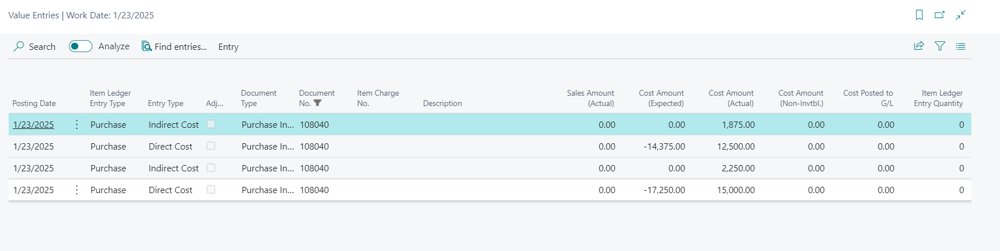 Value Entries | Work Date: 1/23/2025
Search Analyze Find entries... Entry
Posting Date Item Ledger Entry Type Entry Type Adj... Document Type Document No. Item Charge No. Description Sales Amount (Actual) Cost Amount (Expected) Cost Amount (Actual) Cost Amount (Non-Invtbl.) Cost Posted to G/L Item Ledger Entry Quantity
1/23/2025 Purchase Indirect Cost Purchase In... 108040 0.00 0.00 1,875.00 0.00 0.00 0
1/23/2025 Purchase Direct Cost Purchase In... 108040 0.00 -14,375.00 12,500.00 0.00 0.00 0
1/23/2025 Purchase Indirect Cost Purchase In... 108040 0.00 0.00 2,250.00 0.00 0.00 0
1/23/2025 Purchase Direct Cost Purchase In... 108040 0.00 -17,250.00 15,000.00 0.00 0.00 0